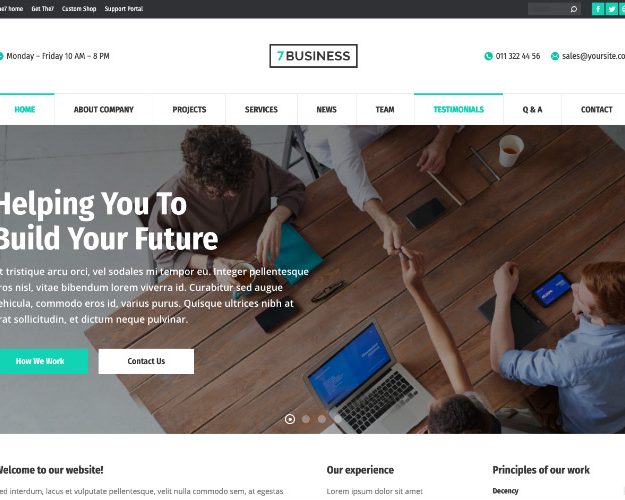 he7 home Get The7 Custom Shop Support Portal
Monday – Friday 10 AM – 8 PM
7BUSINESS
011 322 44 56 sales@yoursite.co
HOME ABOUT COMPANY PROJECTS SERVICES NEWS TEAM TESTIMONIALS Q & A CONTACT
Helping You To
Build Your Future
t tristique arcu orci, vel sodales mi tempor eu. Integer pellentesque
ros nisl, vitae bibendum lorem viverra id. Curabitur sed augue
ehicula, commodo eros id, varius purus. Quisque ultrices nibh at
rat sollicitudin, et dictum neque pulvinar.
How We Work Contact Us
Welcome to our website! Our experience Principles of our work
ed interdum, lacus et vulputate pellentesque, velit nulla commodo sem, at egestas Lorem ipsum dolor sit amet Decency